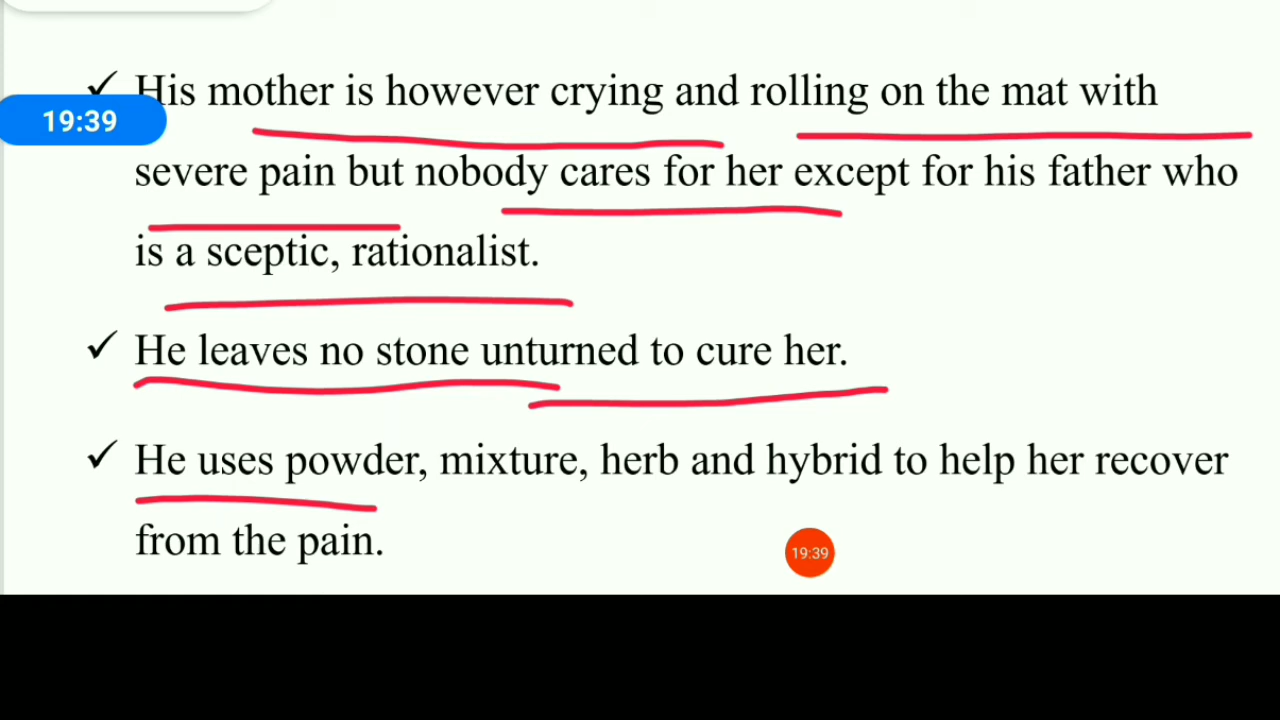 ✓ His mother is however crying and rolling on the mat with
19:39
severe pain but nobody cares for her except for his father who
is a sceptic, rationalist.
✓ He leaves no stone unturned to cure her.
✓ He uses powder, mixture, herb and hybrid to help her recover
from the pain.
19:39